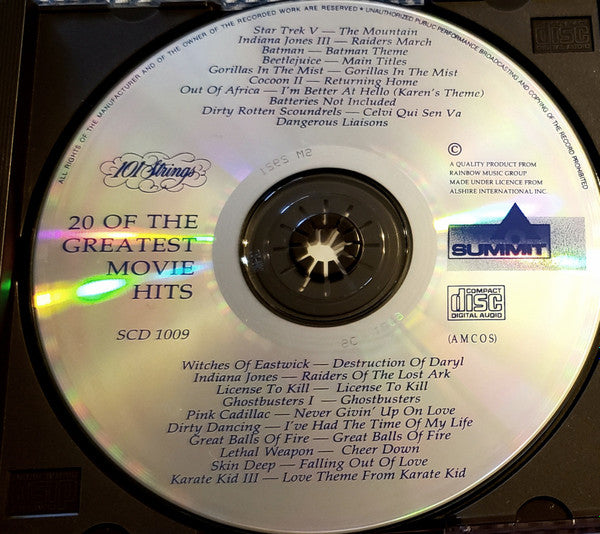 ALL RIGHTS OF THE MANUFACTURER AND OF THE OWNER OF THE RECORDED WORK ARE RESERVED • UNAUTHORIZED PUBLIC PERFORMANCE BROADCASTING AND COPYING OF THE RECORD PROHIBITED
Star Trek V — The Mountain
Indiana Jones III — Raiders March
Batman — Batman Theme
Beetlejuice — Main Titles
Gorillas In The Mist — Gorillas In The Mist
Cocoon II — Returning Home
Out Of Africa — I'm Better At Hello (Karen's Theme)
Batteries Not Included
Dirty Rotten Scoundrels — Celvi Qui Sen Va
Dangerous Liaisons
101 Strings
20 OF THE
GREATEST
MOVIE
HITS
SCD 1009
©
A QUALITY PRODUCT FROM
RAINBOW MUSIC GROUP
MADE UNDER LICENCE FROM
ALSHIRE INTERNATIONAL INC.
SUMMIT
COMPACT
disc
DIGITAL AUDIO
(AMCOS)
Witches Of Eastwick — Destruction Of Daryl
Indiana Jones — Raiders Of The Lost Ark
License To Kill — License To Kill
Ghostbusters I — Ghostbusters
Pink Cadillac — Never Givin' Up On Love
Dirty Dancing — I've Had The Time Of My Life
Great Balls Of Fire — Great Balls Of Fire
Lethal Weapon — Cheer Down
Skin Deep — Falling Out Of Love
Karate Kid III — Love Theme From Karate Kid